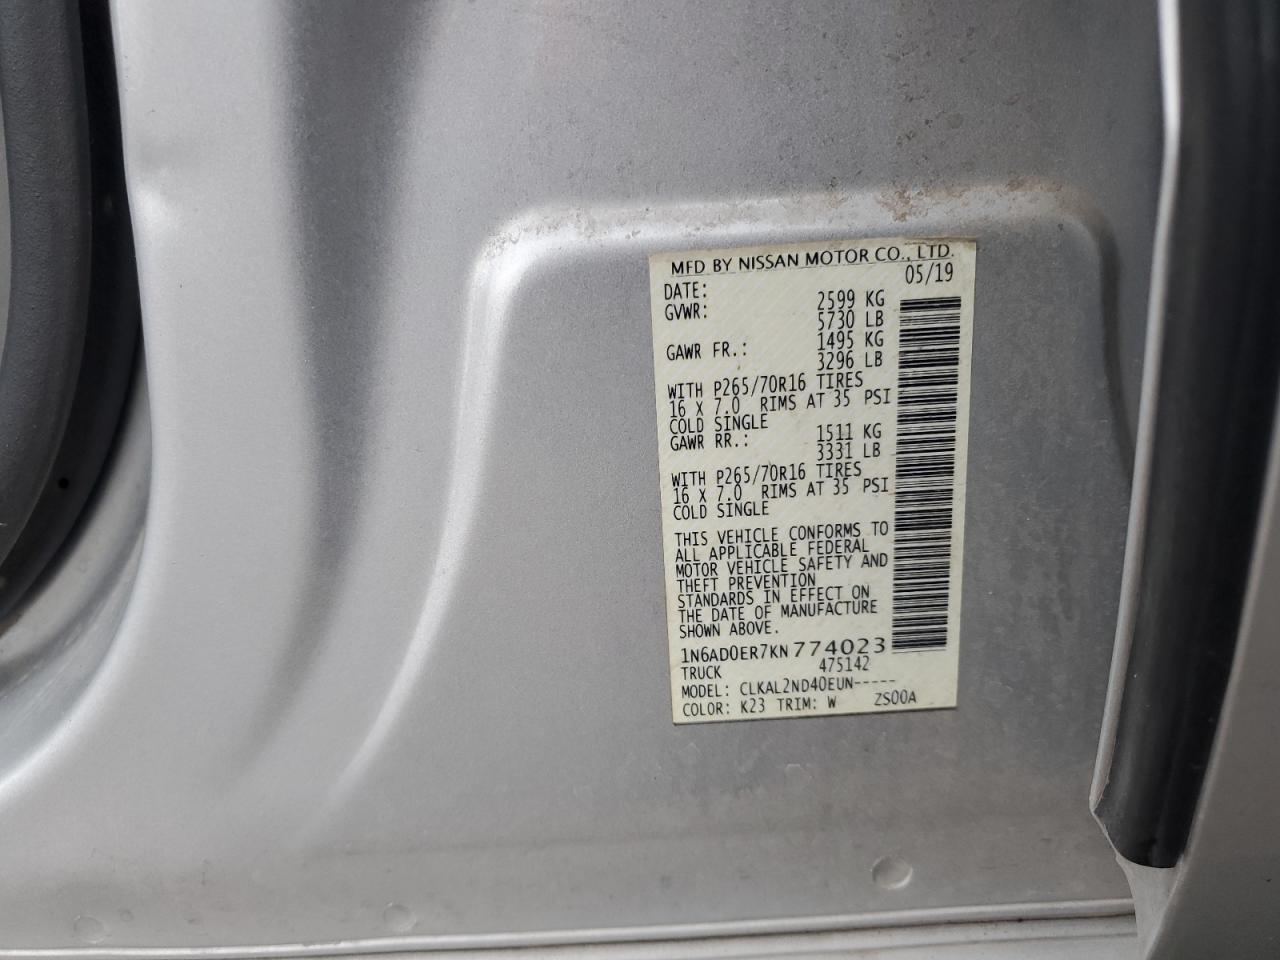 MFD BY NISSAN MOTOR CO., LTD.
DATE: 05/19
GVWR: 2599 KG
5730 LB
GAWR FR.: 1495 KG
3296 LB
WITH P265/70R16 TIRES
16 X 7.0 RIMS AT 35 PSI
COLD SINGLE
GAWR RR.: 1511 KG
3331 LB
WITH P265/70R16 TIRES
16 X 7.0 RIMS AT 35 PSI
COLD SINGLE
THIS VEHICLE CONFORMS TO
ALL APPLICABLE FEDERAL
MOTOR VEHICLE SAFETY AND
THEFT PREVENTION
STANDARDS IN EFFECT ON
THE DATE OF MANUFACTURE
SHOWN ABOVE.
1N6AD0ER7KN774023
TRUCK 475142
MODEL: CLKAL2ND40EUN-----
COLOR: K23 TRIM: W ZS00A